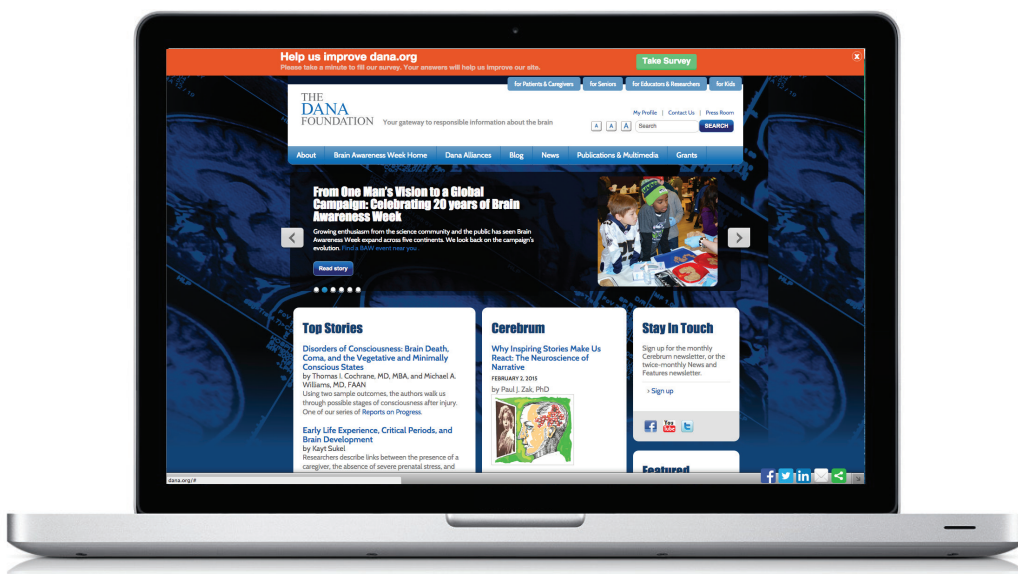 Help us improve dana.org
Please take a minute to fill our survey. Your answers will help us improve our site.
Take Survey
x
for Patients & Caregivers
for Seniors
for Educators & Researchers
for Kids
THE
DANA
FOUNDATION
Your gateway to responsible information about the brain
My Profile | Contact Us | Press Room
A A A Search SEARCH
About Brain Awareness Week Home Dana Alliances Blog News Publications & Multimedia Grants
From One Man's Vision to a Global
Campaign: Celebrating 20 years of Brain
Awareness Week
Growing enthusiasm from the science community and the public has seen Brain
Awareness Week expand across five continents. We look back on the campaign's
evolution. Find a BAW event near you
Read story
Top Stories
Disorders of Consciousness: Brain Death,
Coma, and the Vegetative and Minimally
Conscious States
by Thomas I. Cochrane, MD, MBA, and Michael A.
Williams, MD, FAAN
Using two sample outcomes, the authors walk us
through possible stages of consciousness after injury.
One of our series of Reports on Progress.
Early Life Experience, Critical Periods, and
Brain Development
by Kayt Sukel
Researchers describe links between the presence of a
caregiver, the absence of severe prenatal stress, and
Cerebrum
Why Inspiring Stories Make Us
React: The Neuroscience of
Narrative
FEBRUARY 2, 2015
by Paul J. Zak, PhD
Stay In Touch
Sign up for the monthly
Cerebrum newsletter, or the
twice-monthly News and
Features newsletter.
> Sign up
f You Tube t
Featured
f in
dana.org/#